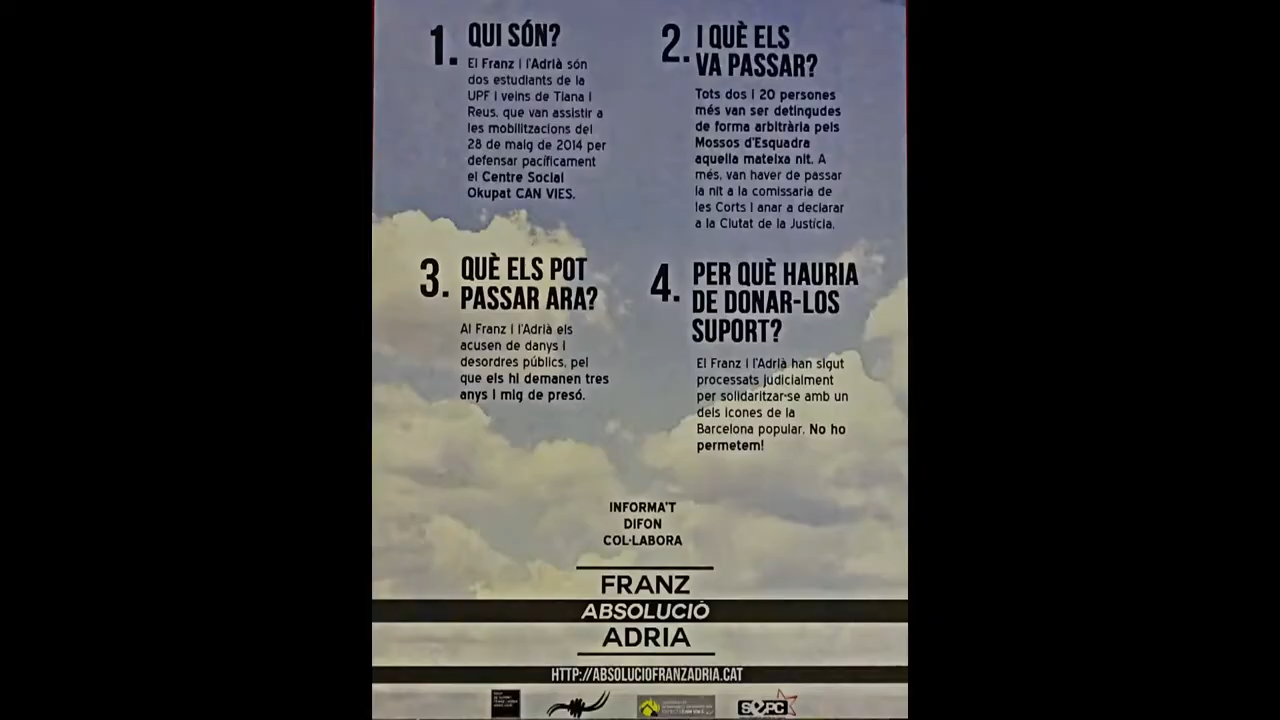 1. QUI SÓN?
El Franz i l'Adrià són
dos estudiants de la
UPF i veïns de Tiana i
Reus, que van assistir a
les mobilitzacions del
28 de maig de 2014 per
defensar pacíficament
el Centre Social
Okupat CAN VIES.
2. I QUÈ ELS
VA PASSAR?
Tots dos i 20 persones
més van ser detingudes
de forma arbitrària pels
Mossos d'Esquadra
aquella mateixa nit. A
més, van haver de passar
la nit a la comissaria de
les Corts i anar a declarar
a la Ciutat de la Justícia.
3. QUÈ ELS POT
PASSAR ARA?
Al Franz i l'Adrià els
acusen de danys i
desordres públics, pel
que els hi demanen tres
anys i mig de presó.
4. PER QUÈ HAURIA
DE DONAR-LOS
SUPORT?
El Franz i l'Adrià han sigut
processats judicialment
per solidaritzar-se amb un
dels icones de la
Barcelona popular. No ho
permetem!
INFORMA'T
DIFON
COL·LABORA
FRANZ
ABSOLUCIÓ
ADRIA
HTTP://ABSOLUCIOFRANZADRIA.CAT
SEPC